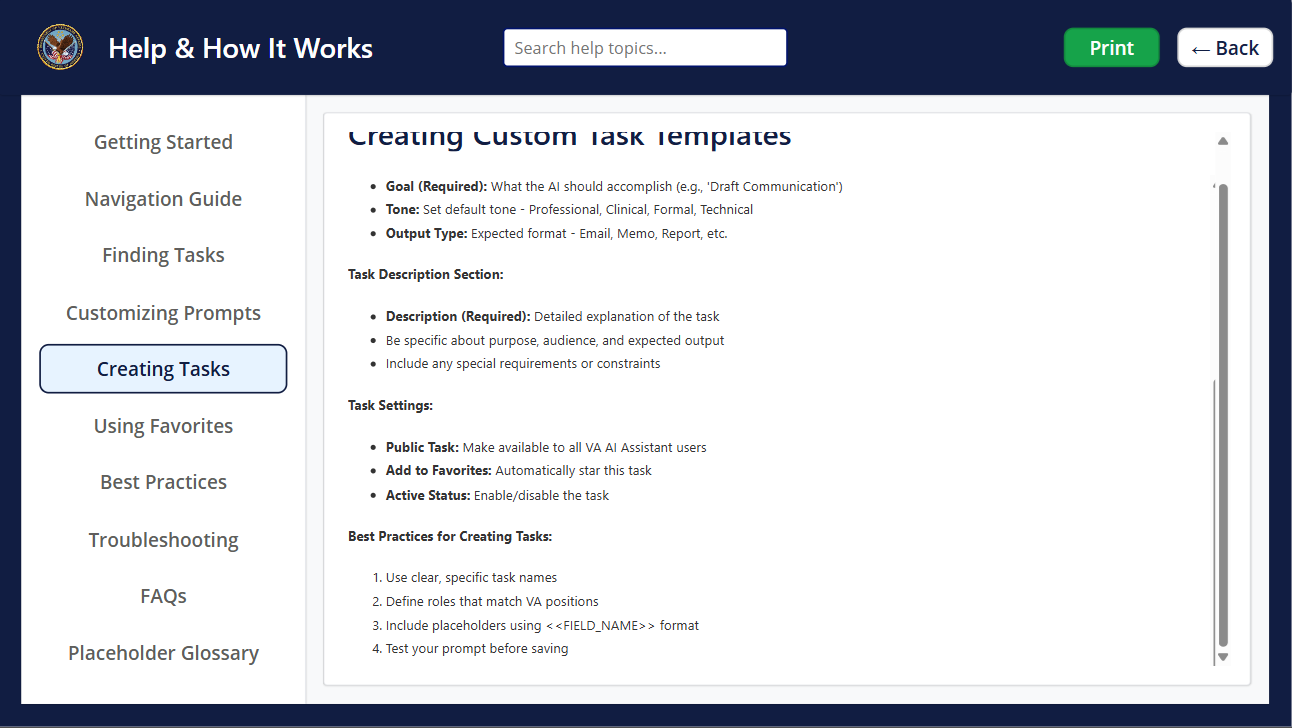 Help & How It Works
Search help topics...
Print
← Back
Getting Started
Navigation Guide
Finding Tasks
Customizing Prompts
Creating Tasks
Using Favorites
Best Practices
Troubleshooting
FAQs
Placeholder Glossary
Creating Custom Task Templates
• Goal (Required): What the AI should accomplish (e.g., 'Draft Communication')
• Tone: Set default tone - Professional, Clinical, Formal, Technical
• Output Type: Expected format - Email, Memo, Report, etc.
Task Description Section:
• Description (Required): Detailed explanation of the task
• Be specific about purpose, audience, and expected output
• Include any special requirements or constraints
Task Settings:
• Public Task: Make available to all VA AI Assistant users
• Add to Favorites: Automatically star this task
• Active Status: Enable/disable the task
Best Practices for Creating Tasks:
1. Use clear, specific task names
2. Define roles that match VA positions
3. Include placeholders using <<FIELD_NAME>> format
4. Test your prompt before saving